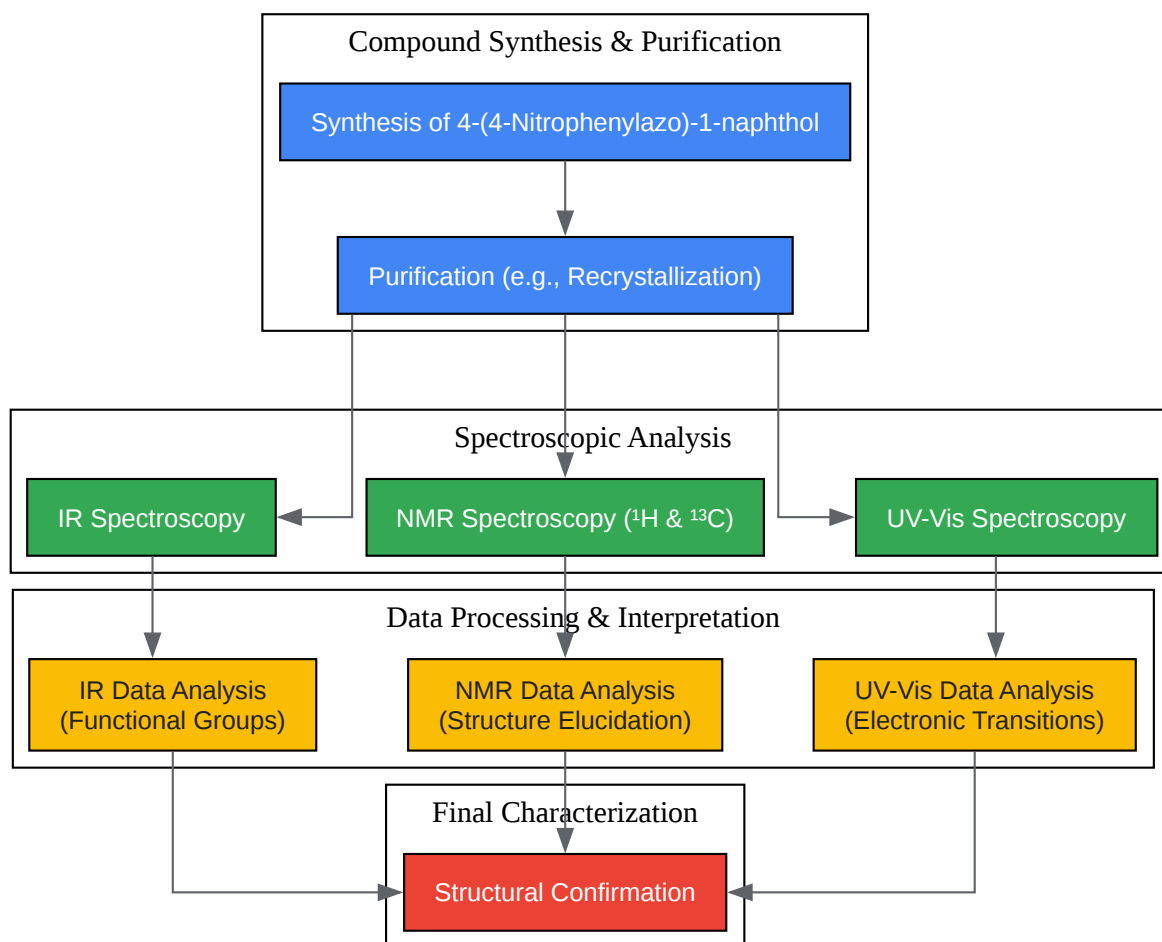 Compound Synthesis & Purification
Synthesis of 4-(4-Nitrophenylazo)-1-naphthol
Purification (e.g., Recrystallization)
Spectroscopic Analysis
IR Spectroscopy
NMR Spectroscopy (¹H & ¹³C)
UV-Vis Spectroscopy
Data Processing & Interpretation
IR Data Analysis
(Functional Groups)
NMR Data Analysis
(Structure Elucidation)
UV-Vis Data Analysis
(Electronic Transitions)
Final Characterization
Structural Confirmation